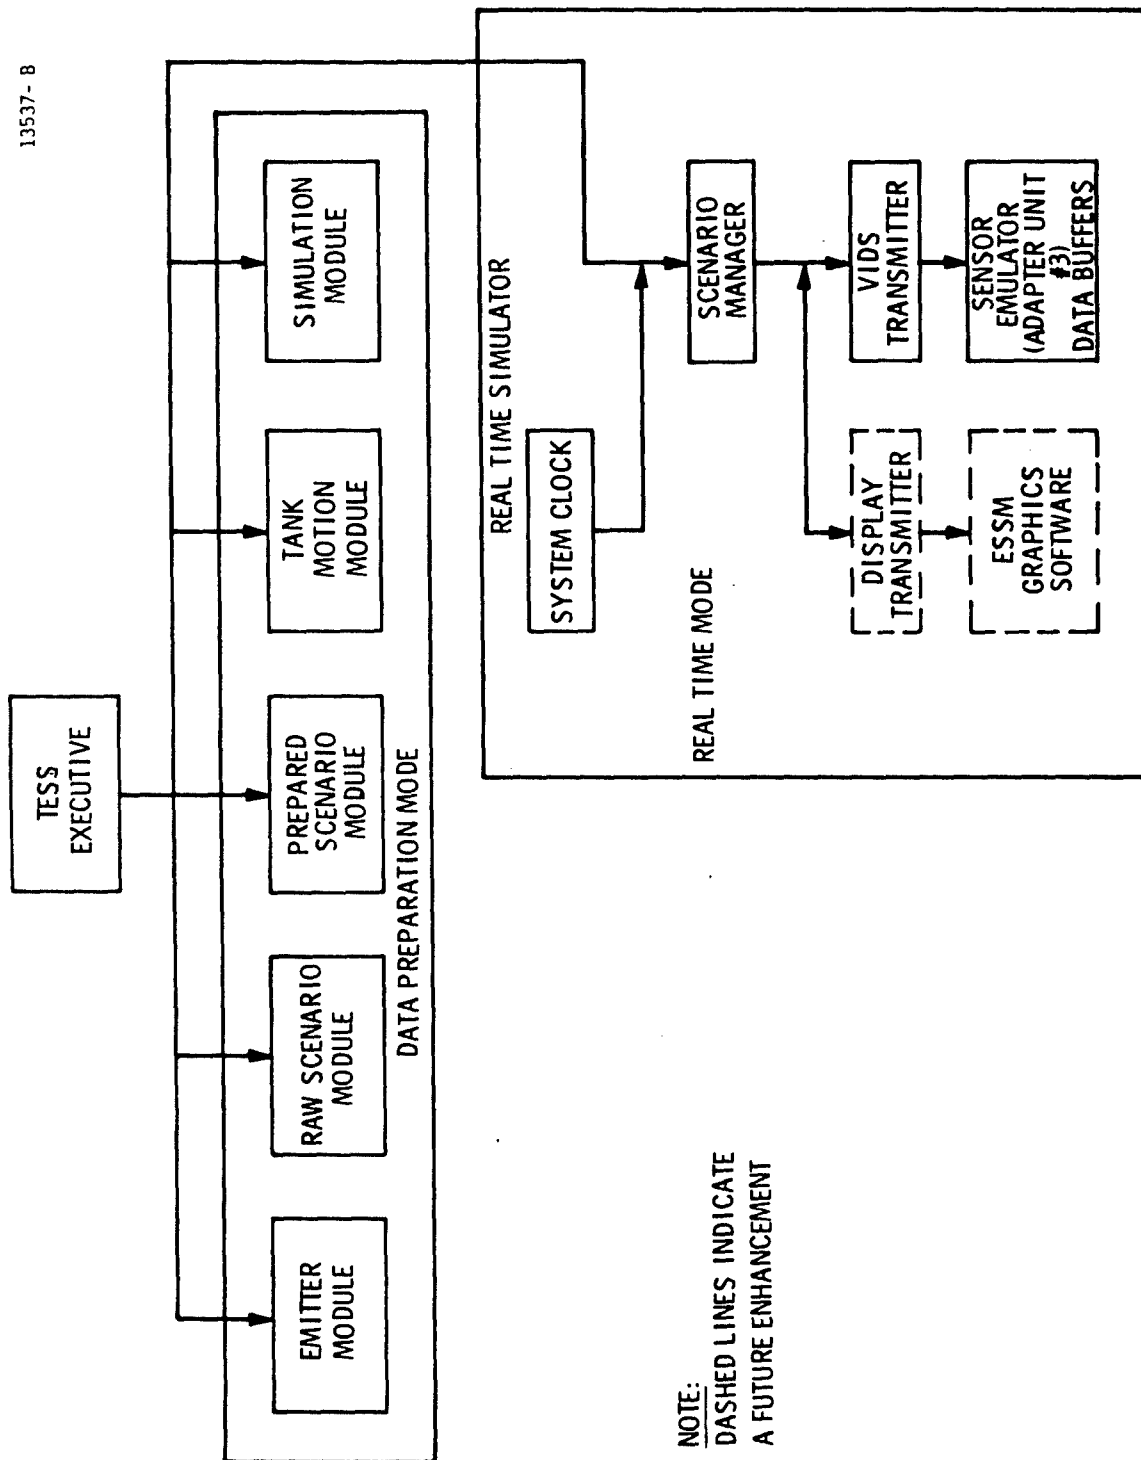 13537- B
TESS
EXECUTIVE
EMITTER
MODULE
RAW SCENARIO
MODULE
PREPARED
SCENARIO
MODULE
TANK
MOTION
MODULE
SIMULATION
MODULE
DATA PREPARATION MODE
REAL TIME SIMULATOR
SYSTEM CLOCK
REAL TIME MODE
SCENARIO
MANAGER
DISPLAY
TRANSMITTER
VIDS
TRANSMITTER
ESSM
GRAPHICS
SOFTWARE
SENSOR
EMULATOR
(ADAPTER UNIT
#3)
DATA BUFFERS
NOTE:
DASHED LINES INDICATE
A FUTURE ENHANCEMENT